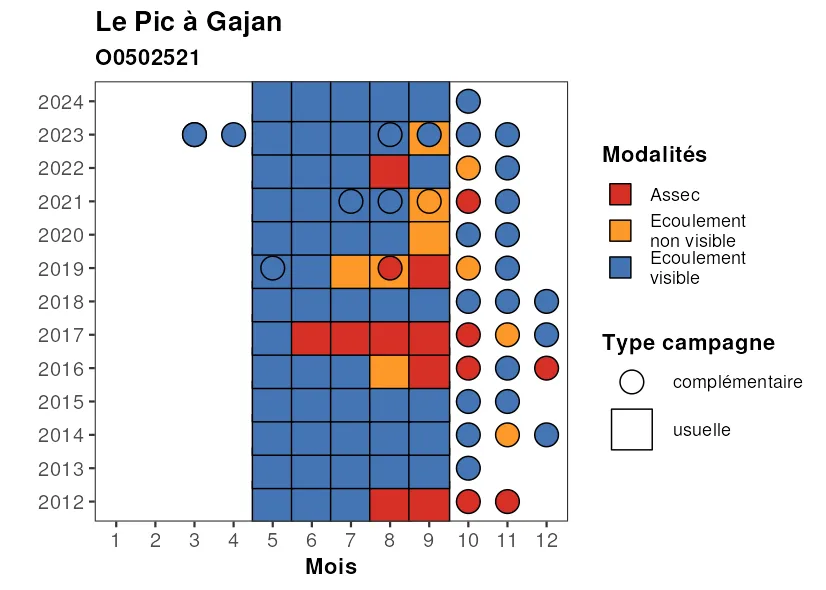 Le Pic à Gajan
O0502521
2024
2023
2022
2021
2020
2019
2018
2017
2016
2015
2014
2013
2012
1 2 3 4 5 6 7 8 9 10 11 12
Mois
Modalités
Assec
Ecoulement
non visible
Ecoulement
visible
Type campagne
complémentaire
usuelle